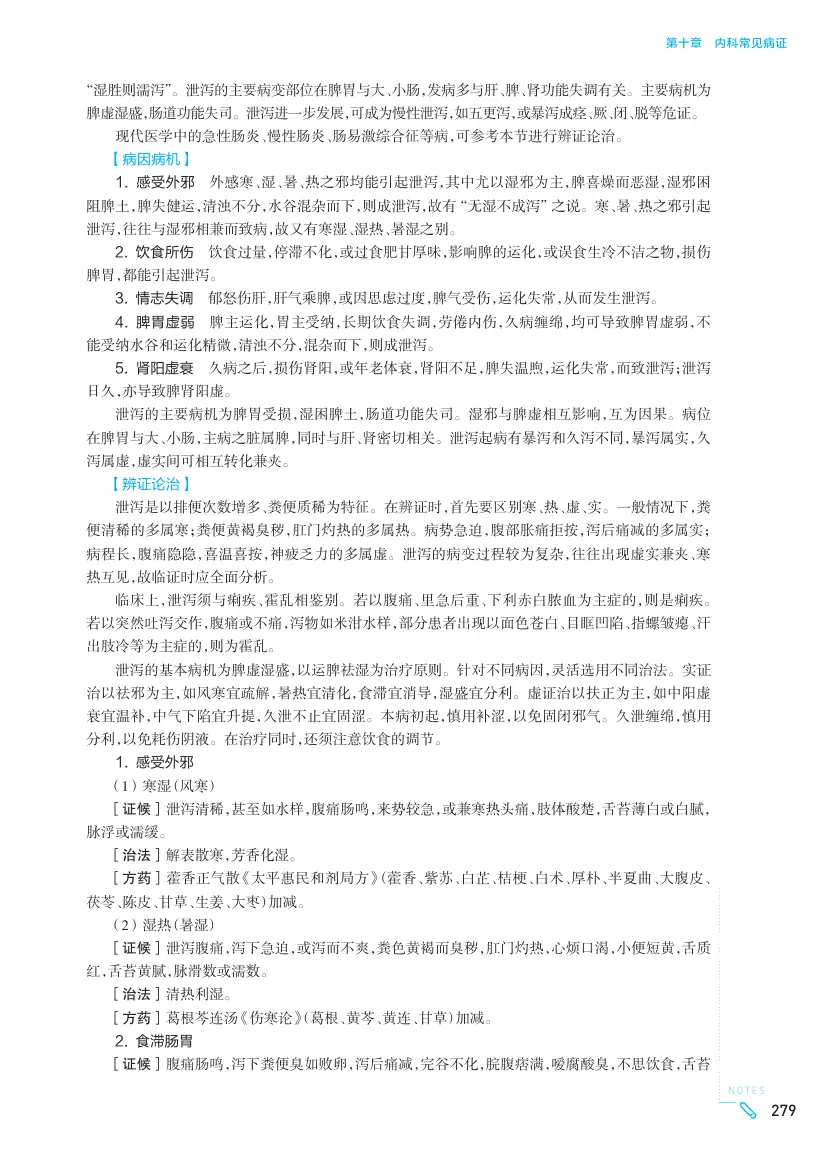 第十章　内科常见病证
“湿胜则濡泻”。泄泻的主要病变部位在脾胃与大、小肠，发病多与肝、脾、肾功能失调有关。主要病机为
脾虚湿盛，肠道功能失司。泄泻进一步发展，可成为慢性泄泻，如五更泻，或暴泻成痉、厥、闭、脱等危证。
现代医学中的急性肠炎、慢性肠炎、肠易激综合征等病，可参考本节进行辨证论治。
【病因病机】
1. 感受外邪　外感寒、湿、暑、热之邪均能引起泄泻，其中尤以湿邪为主，脾喜燥而恶湿，湿邪困
阻脾土，脾失健运，清浊不分，水谷混杂而下，则成泄泻，故有“无湿不成泻”之说。寒、暑、热之邪引起
泄泻，往往与湿邪相兼而致病，故又有寒湿、湿热、暑湿之别。
2. 饮食所伤　饮食过量，停滞不化，或过食肥甘厚味，影响脾的运化，或误食生冷不洁之物，损伤
脾胃，都能引起泄泻。
3. 情志失调　郁怒伤肝，肝气乘脾，或因思虑过度，脾气受伤，运化失常，从而发生泄泻。
4. 脾胃虚弱　脾主运化，胃主受纳，长期饮食失调，劳倦内伤，久病缠绵，均可导致脾胃虚弱，不
能受纳水谷和运化精微，清浊不分，混杂而下，则成泄泻。
5. 肾阳虚衰　久病之后，损伤肾阳，或年老体衰，肾阳不足，脾失温煦，运化失常，而致泄泻；泄泻
日久，亦导致脾肾阳虚。
泄泻的主要病机为脾胃受损，湿困脾土，肠道功能失司。湿邪与脾虚相互影响，互为因果。病位
在脾胃与大、小肠，主病之脏属脾，同时与肝、肾密切相关。泄泻起病有暴泻和久泻不同，暴泻属实，久
泻属虚，虚实间可相互转化兼夹。
【辨证论治】
泄泻是以排便次数增多、粪便质稀为特征。在辨证时，首先要区别寒、热、虚、实。一般情况下，粪
便清稀的多属寒；粪便黄褐臭秽，肛门灼热的多属热。病势急迫，腹部胀痛拒按，泻后痛减的多属实；
病程长，腹痛隐隐，喜温喜按，神疲乏力的多属虚。泄泻的病变过程较为复杂，往往出现虚实兼夹、寒
热互见，故临证时应全面分析。
临床上，泄泻须与痢疾、霍乱相鉴别。若以腹痛、里急后重、下利赤白脓血为主症的，则是痢疾。
若以突然吐泻交作，腹痛或不痛，泻物如米泔水样，部分患者出现以面色苍白、目眶凹陷、指螺皱瘪、汗
出肢冷等为主症的，则为霍乱。
泄泻的基本病机为脾虚湿盛，以运脾祛湿为治疗原则。针对不同病因，灵活选用不同治法。实证
治以祛邪为主，如风寒宜疏解，暑热宜清化，食滞宜消导，湿盛宜分利。虚证治以扶正为主，如中阳虚
衰宜温补，中气下陷宜升提，久泄不止宜固涩。本病初起，慎用补涩，以免固闭邪气。久泄缠绵，慎用
分利，以免耗伤阴液。在治疗同时，还须注意饮食的调节。
1. 感受外邪
（1）寒湿（风寒）
［证候］泄泻清稀，甚至如水样，腹痛肠鸣，来势较急，或兼寒热头痛，肢体酸楚，舌苔薄白或白腻，
脉浮或濡缓。
［治法］解表散寒，芳香化湿。
［方药］藿香正气散《太平惠民和剂局方》（藿香、紫苏、白芷、桔梗、白术、厚朴、半夏曲、大腹皮、
茯苓、陈皮、甘草、生姜、大枣）加减。
（2）湿热（暑湿）
［证候］泄泻腹痛，泻下急迫，或泻而不爽，粪色黄褐而臭秽，肛门灼热，心烦口渴，小便短黄，舌质
红，舌苔黄腻，脉滑数或濡数。
［治法］清热利湿。
［方药］葛根芩连汤《伤寒论》（葛根、黄芩、黄连、甘草）加减。
2. 食滞肠胃
［证候］腹痛肠鸣，泻下粪便臭如败卵，泻后痛减，完谷不化，脘腹痞满，嗳腐酸臭，不思饮食，舌苔
NOTES
279